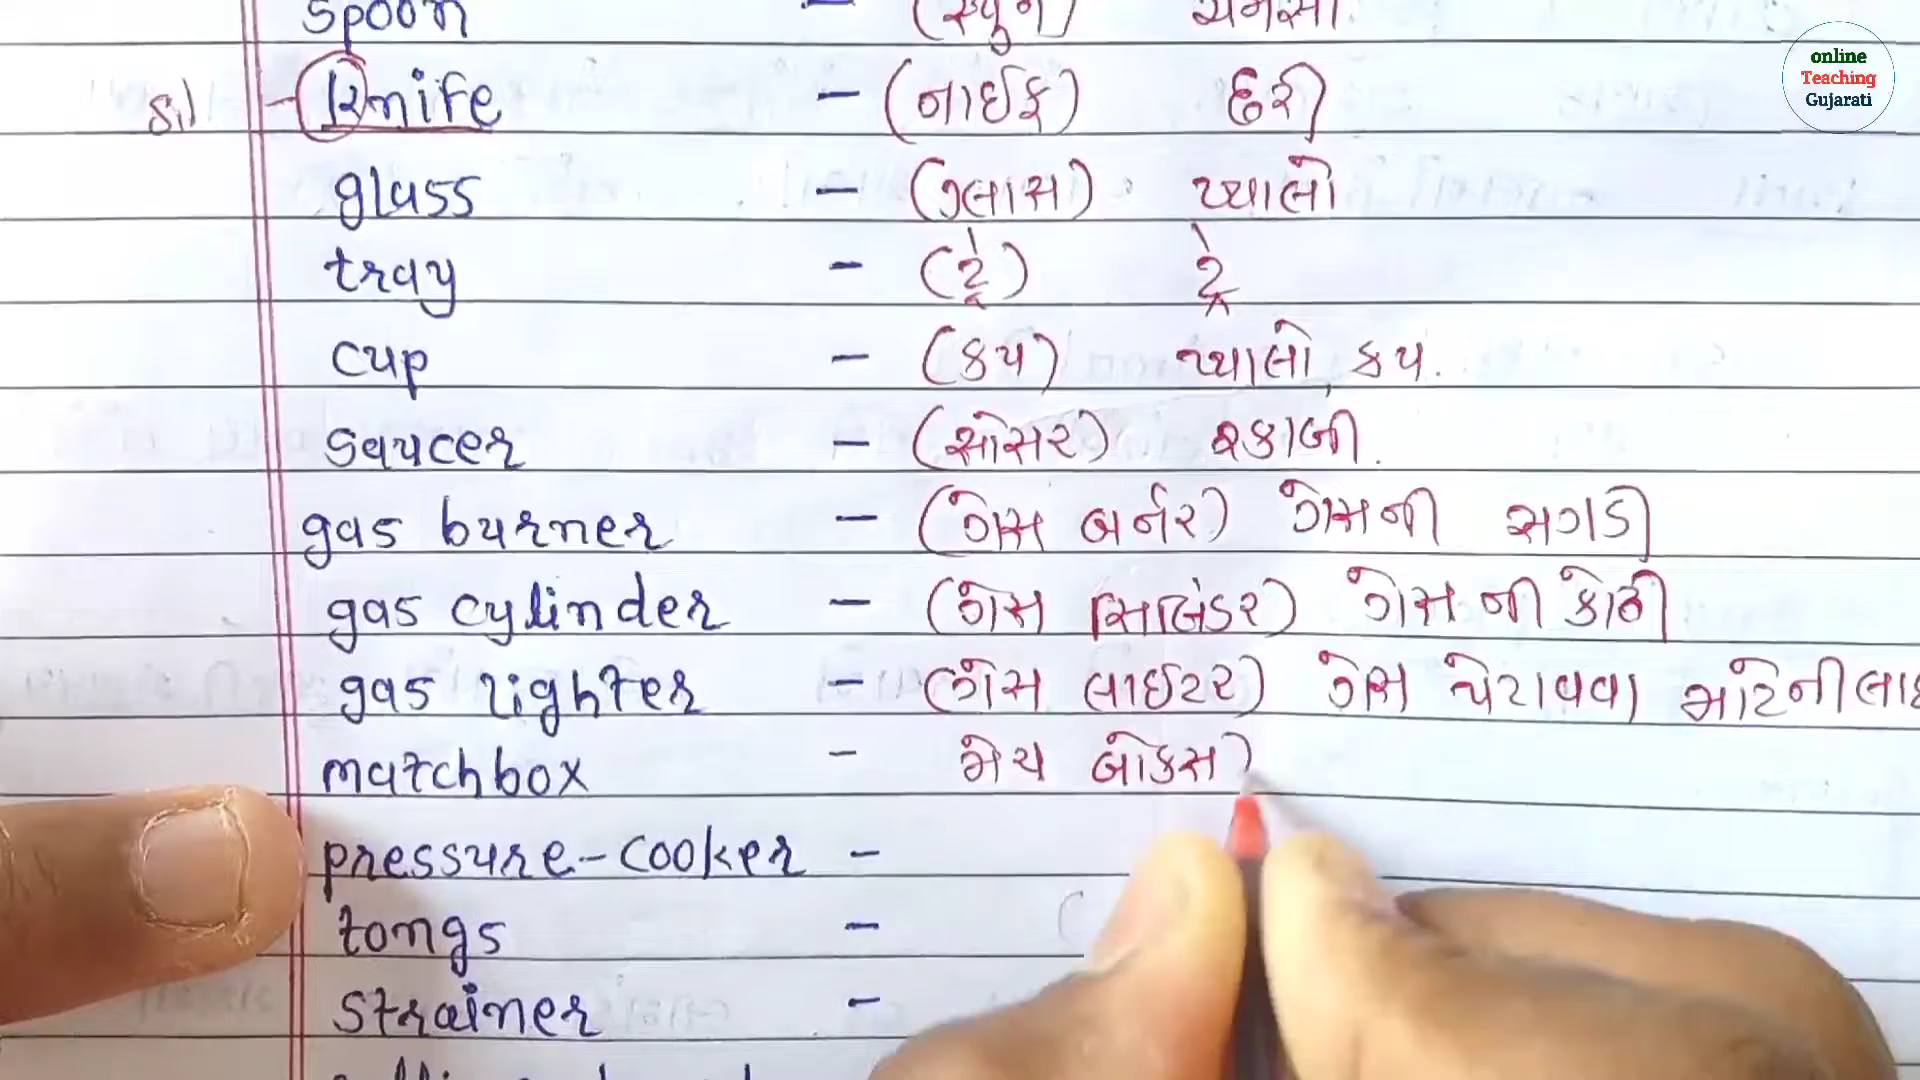 spoon - (સ્પુન) ચમચી
online
Teaching
Gujarati
sil - knife - (નાઈફ) છરી
glass - (ગ્લાસ) પ્યાલો
tray - (ટ્રે) ટ્રે
cup - (કપ) પ્યાલો, કપ.
saucer - (સોસર) રકાબી.
gas burner - (ગેસ બર્નર) ગેસની સગડી
gas cylinder - (ગેસ સિલિંડર) ગેસ ની કોઠી
gas lighter - (ગેસ લાઈટર) ગેસ ચેટાવવા માટેની લાઇ
matchbox - મેચ બોક્સ)
pressure-cooker -
tongs -
strainer -